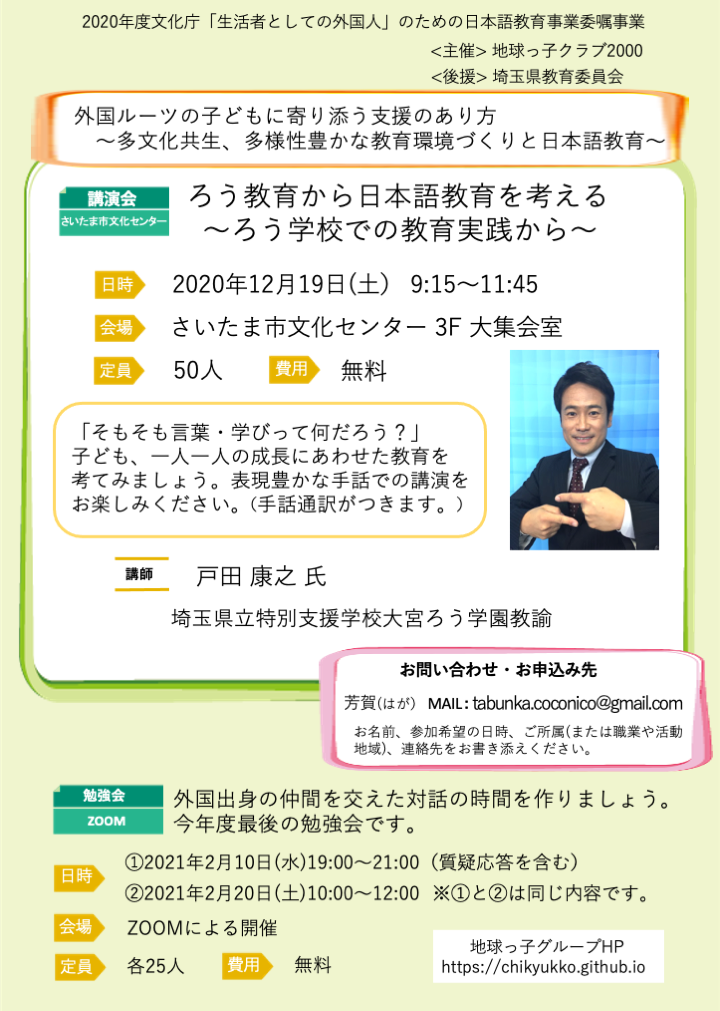 2020年度文化庁「生活者としての外国人」のための日本語教育事業委嘱事業
<主催> 地球っ子クラブ2000
<後援> 埼玉県教育委員会
外国ルーツの子どもに寄り添う支援のあり方
～多文化共生、多様性豊かな教育環境づくりと日本語教育～
講演会
さいたま市文化センター
ろう教育から日本語教育を考える
～ろう学校での教育実践から～
日時 2020年12月19日(土) 9:15～11:45
会場 さいたま市文化センター 3F 大集会室
定員 50人 費用 無料
「そもそも言葉・学びって何だろう？」
子ども、一人一人の成長にあわせた教育を
考てみましょう。表現豊かな手話での講演を
お楽しみください。(手話通訳がつきます。)
講師 戸田 康之 氏
埼玉県立特別支援学校大宮ろう学園教諭
お問い合わせ・お申込み先
芳賀(はが) MAIL : tabunka.coconico@gmail.com
お名前、参加希望の日時、ご所属(または職業や活動
地域)、連絡先をお書き添えください。
勉強会
ZOOM
外国出身の仲間を交えた対話の時間を作りましょう。
今年度最後の勉強会です。
日時 ①2021年2月10日(水)19:00～21:00（質疑応答を含む）
②2021年2月20日(土)10:00～12:00 ※①と②は同じ内容です。
会場 ZOOMによる開催
定員 各25人 費用 無料
地球っ子グループHP
https://chikyukko.github.io